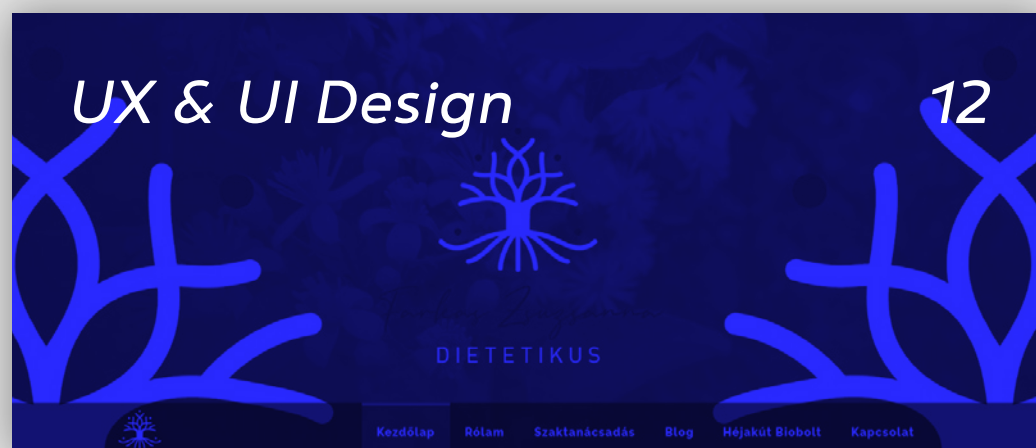 UX & UI Design 12
DIETETIKUS
Kezdőlap Rólam Szaktanácsadás Blog Héjakút Biobolt Kapcsolat